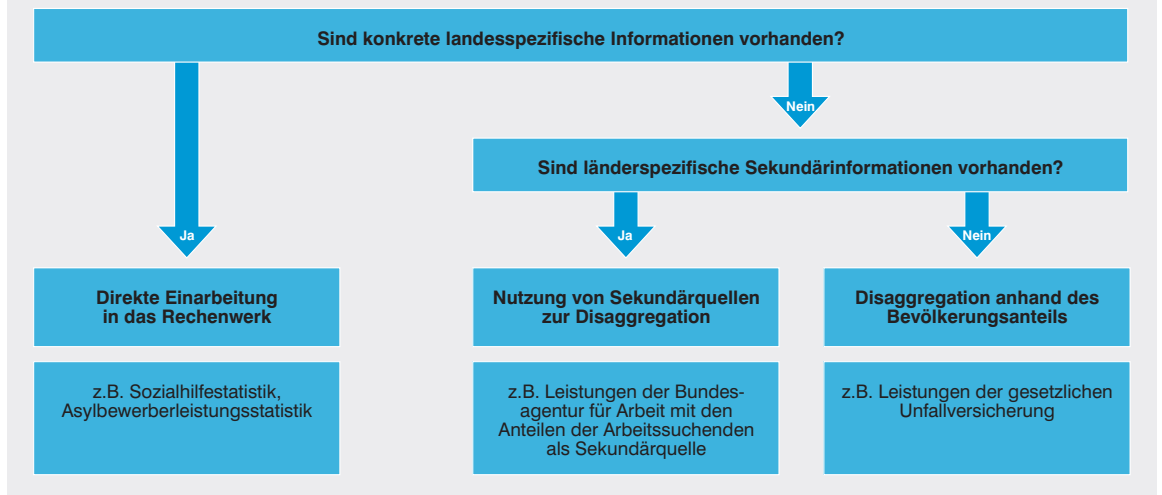 Sind konkrete landesspezifische Informationen vorhanden?
Nein
Sind länderspezifische Sekundärinformationen vorhanden?
Ja
Ja
Nein
Direkte Einarbeitung
in das Rechenwerk
Nutzung von Sekundärquellen
zur Disaggregation
Disaggregation anhand des
Bevölkerungsanteils
z.B. Sozialhilfestatistik,
Asylbewerberleistungsstatistik
z.B. Leistungen der Bundes-
agentur für Arbeit mit den
Anteilen der Arbeitssuchenden
als Sekundärquelle
z.B. Leistungen der gesetzlichen
Unfallversicherung